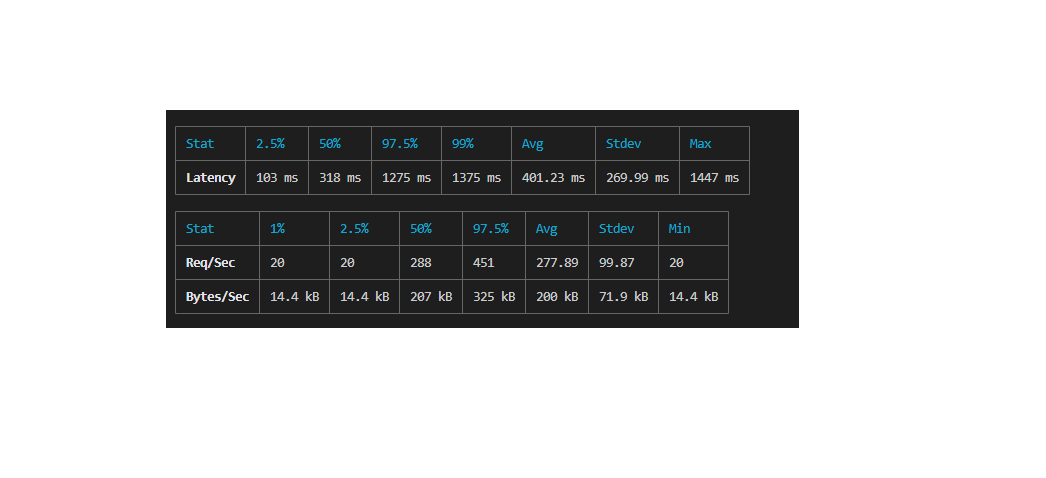 Stat 2.5% 50% 97.5% 99% Avg Stdev Max
Latency 103 ms 318 ms 1275 ms 1375 ms 401.23 ms 269.99 ms 1447 ms
Stat 1% 2.5% 50% 97.5% Avg Stdev Min
Req/Sec 20 20 288 451 277.89 99.87 20
Bytes/Sec 14.4 kB 14.4 kB 207 kB 325 kB 200 kB 71.9 kB 14.4 kB